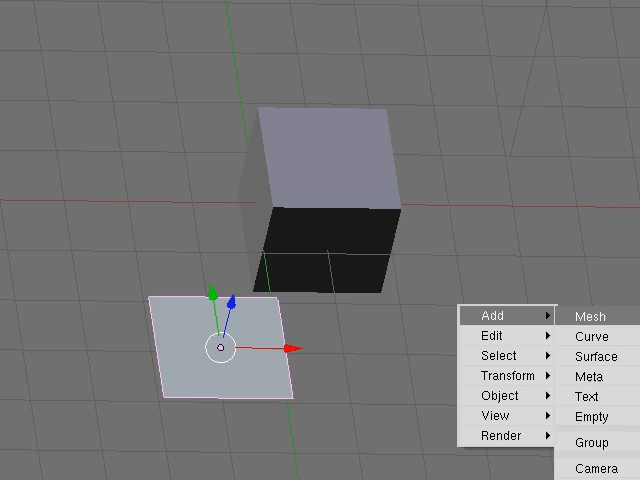 Add
Edit
Select
Transform
Object
View
Render
Mesh
Curve
Surface
Meta
Text
Empty
Group
Camera